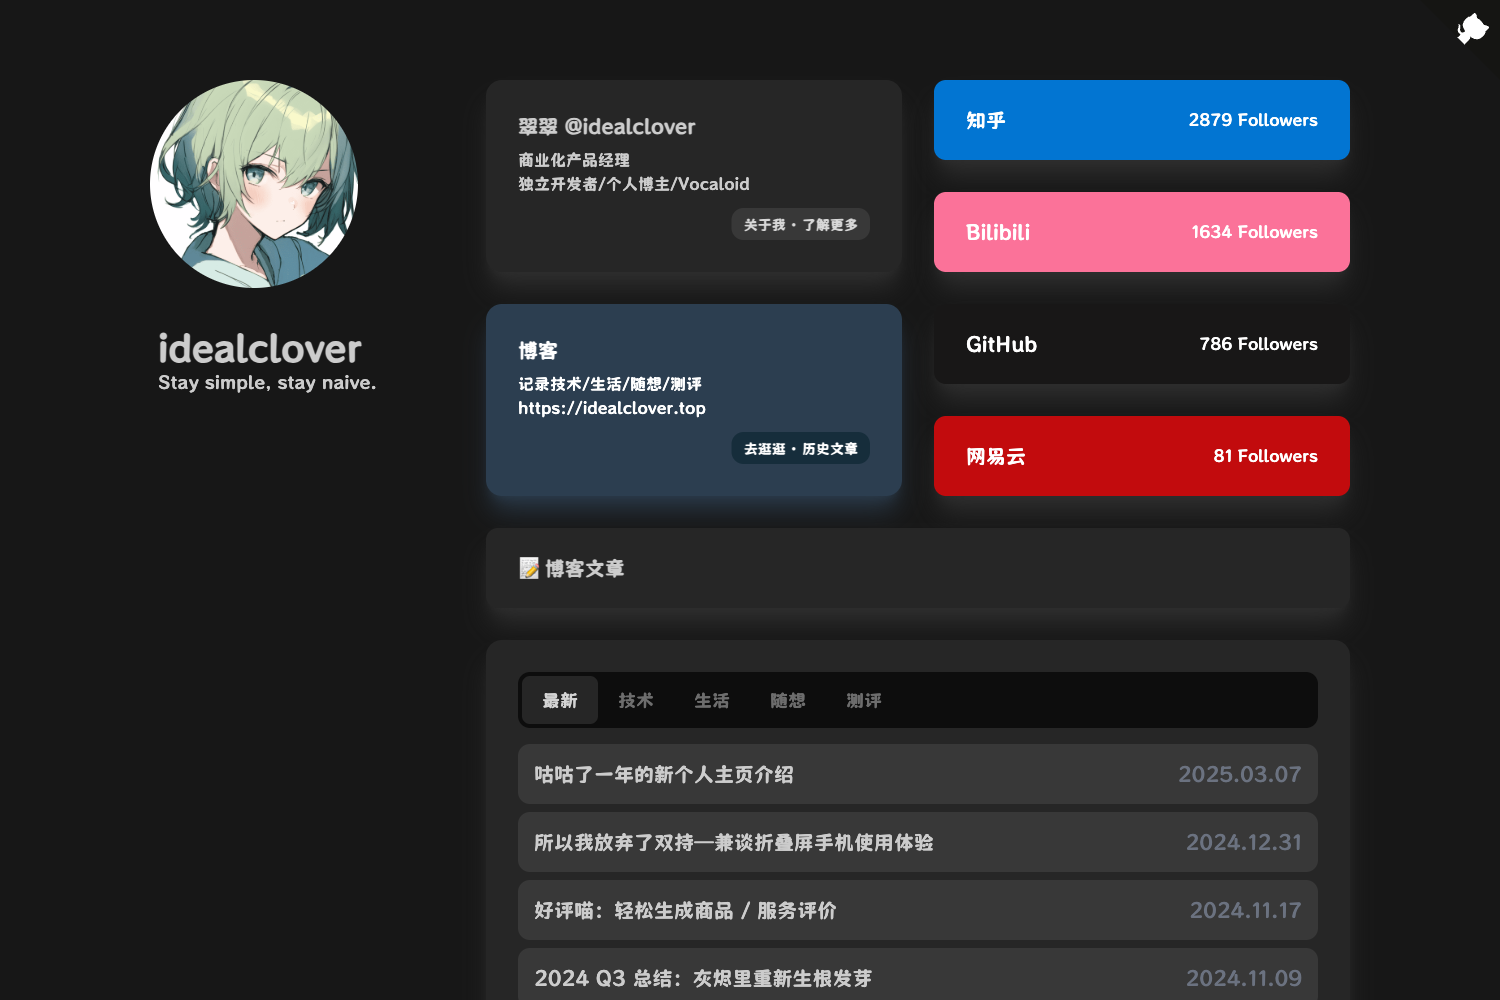 idealclover
Stay simple, stay naive.
翠翠 @idealclover
商业化产品经理
独立开发者/个人博主/Vocaloid
关于我 · 了解更多
知乎
2879 Followers
Bilibili
1634 Followers
博客
记录技术/生活/随想/测评
https://idealclover.top
去逛逛 · 历史文章
GitHub
786 Followers
网易云
81 Followers
📝 博客文章
最新 技术 生活 随想 测评
咕咕了一年的新个人主页介绍 2025.03.07
所以我放弃了双持—兼谈折叠屏手机使用体验 2024.12.31
好评喵：轻松生成商品 / 服务评价 2024.11.17
2024 Q3 总结：灰烬里重新生根发芽 2024.11.09